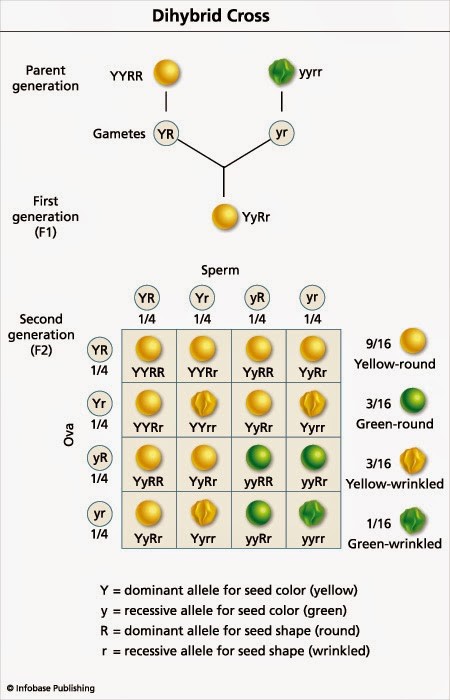 Dihybrid Cross
Parent
generation
YYRR
yyrr
Gametes
YR
yr
First
generation
(F1)
YyRr
Sperm
YR Yr yR yr
1/4 1/4 1/4 1/4
Second
generation
(F2)
Ova
YR
1/4
YYRR YYRr YyRR YyRr
Yr
1/4
YYRr YYrr YyRr Yyrr
yR
1/4
YyRR YyRr yyRR yyRr
yr
1/4
YyRr Yyrr yyRr yyrr
9/16
Yellow-round
3/16
Green-round
3/16
Yellow-wrinkled
1/16
Green-wrinkled
Y = dominant allele for seed color (yellow)
y = recessive allele for seed color (green)
R = dominant allele for seed shape (round)
r = recessive allele for seed shape (wrinkled)
© Infobase Publishing